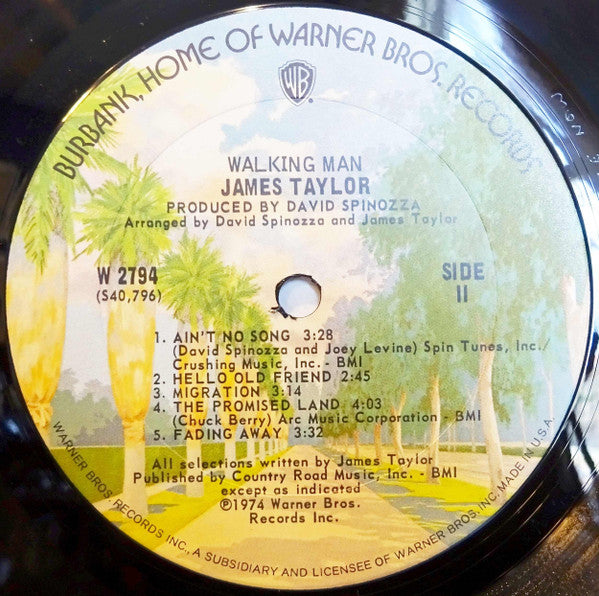 BURBANK, HOME OF WARNER BROS. RECORDS
WB
WALKING MAN
JAMES TAYLOR
PRODUCED BY DAVID SPINOZZA
Arranged by David Spinozza and James Taylor
W 2794
(S40,796)
SIDE
II
1. AIN'T NO SONG 3:28
(David Spinozza and Joey Levine) Spin Tunes, Inc./
Crushing Music, Inc. - BMI
2. HELLO OLD FRIEND 2:45
3. MIGRATION 3:14
4. THE PROMISED LAND 4:03
(Chuck Berry) Arc Music Corporation - BMI
5. FADING AWAY 3:32
All selections written by James Taylor
Published by Country Road Music, Inc. - BMI
except as indicated
©1974 Warner Bros.
Records Inc.
WARNER BROS. RECORDS INC., A SUBSIDIARY AND LICENSEE OF WARNER BROS. INC. MADE IN U.S.A.